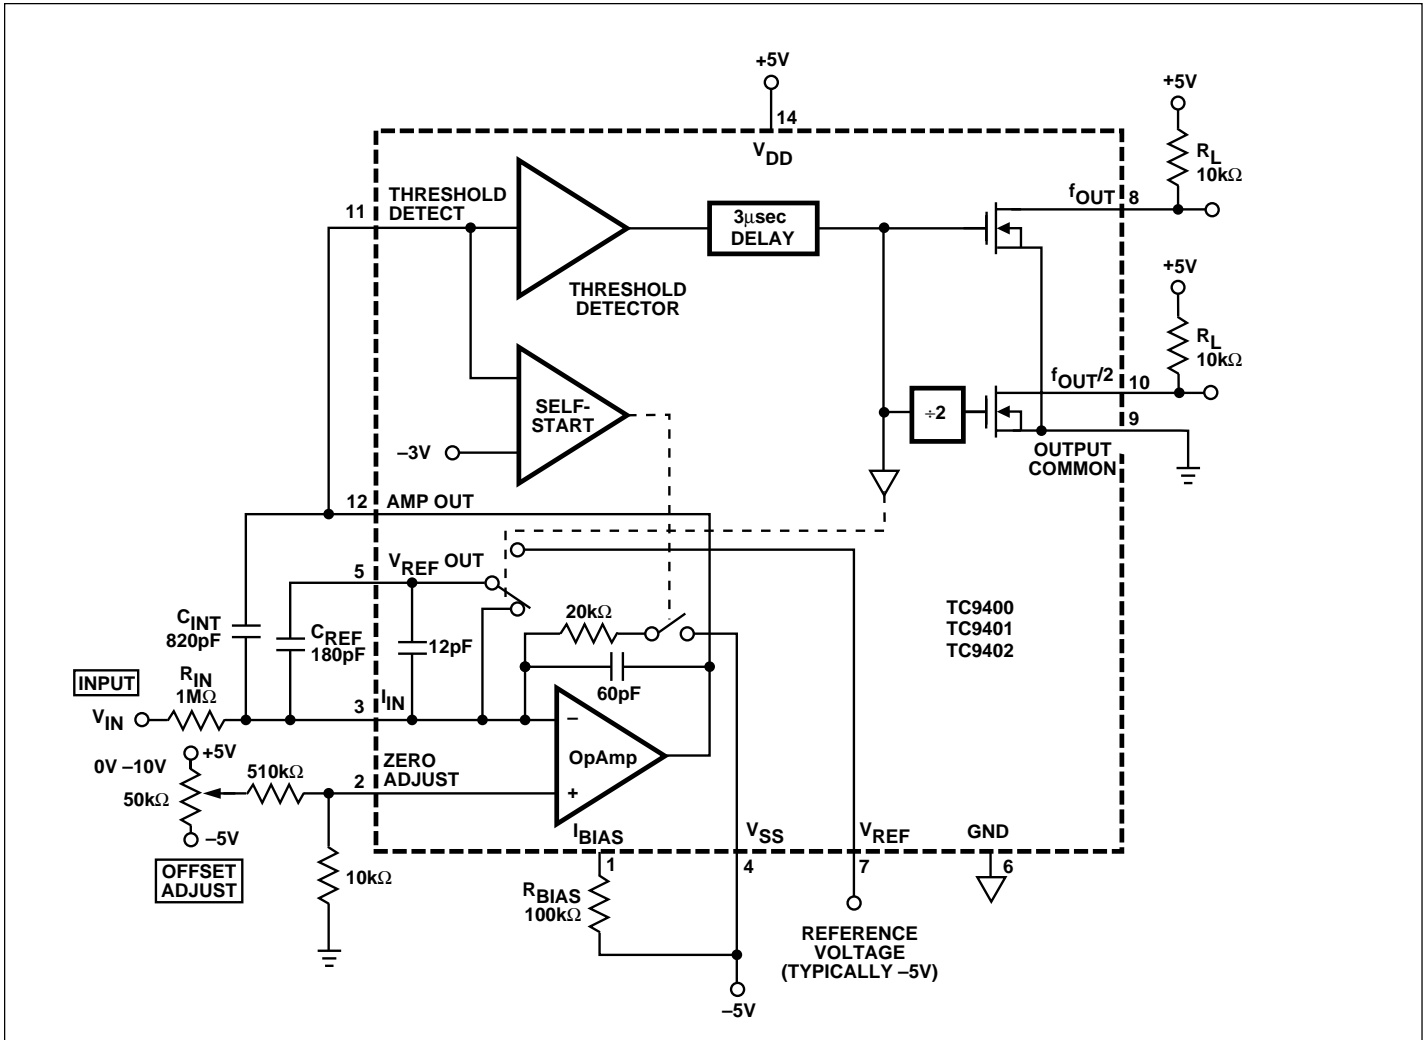 +5V
14
V_DD
+5V
R_L
10kΩ
f_OUT 8
11
THRESHOLD
DETECT
3µsec
DELAY
THRESHOLD
DETECTOR
+5V
R_L
10kΩ
f_OUT/2 10
9
SELF-
START
–3V
÷2
OUTPUT
COMMON
12
AMP OUT
5
V_REF OUT
C_INT
820pF
C_REF
180pF
12pF
20kΩ
60pF
TC9400
TC9401
TC9402
INPUT
R_IN
1MΩ
V_IN
3
I_IN
–
OpAmp
+
0V –10V
+5V
50kΩ
–5V
510kΩ
2
ZERO
ADJUST
OFFSET
ADJUST
10kΩ
I_BIAS
1
R_BIAS
100kΩ
V_SS
4
V_REF
7
GND
6
REFERENCE
VOLTAGE
(TYPICALLY –5V)
–5V